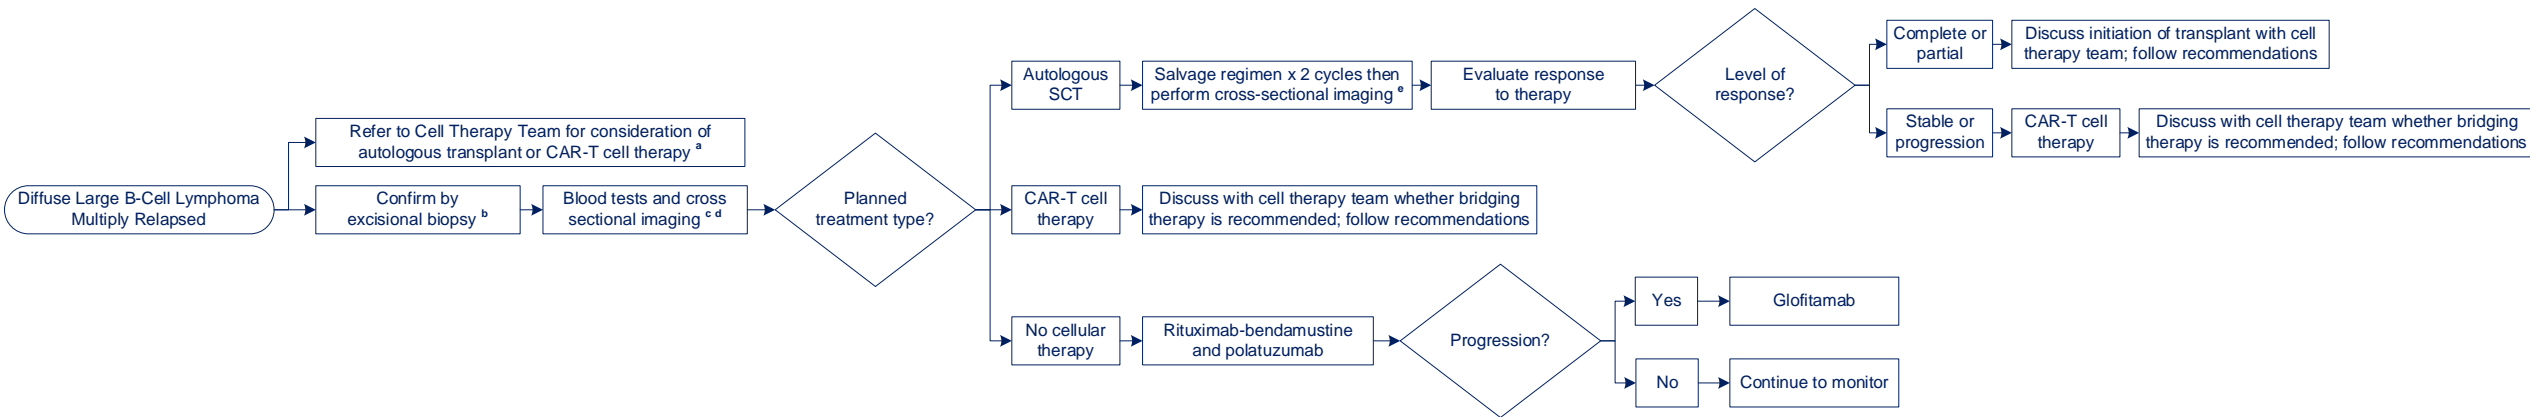 Diffuse Large B-Cell Lymphoma
Multiply Relapsed
Refer to Cell Therapy Team for consideration of
autologous transplant or CAR-T cell therapy a
Confirm by
excisional biopsy b
Blood tests and cross
sectional imaging c d
Planned
treatment type?
Autologous
SCT
Salvage regimen x 2 cycles then
perform cross-sectional imaging e
Evaluate response
to therapy
Level of
response?
Complete or
partial
Discuss initiation of transplant with cell
therapy team; follow recommendations
Stable or
progression
CAR-T cell
therapy
Discuss with cell therapy team whether bridging
therapy is recommended; follow recommendations
CAR-T cell
therapy
Discuss with cell therapy team whether bridging
therapy is recommended; follow recommendations
No cellular
therapy
Rituximab-bendamustine
and polatuzumab
Progression?
Yes
Glofitamab
No
Continue to monitor